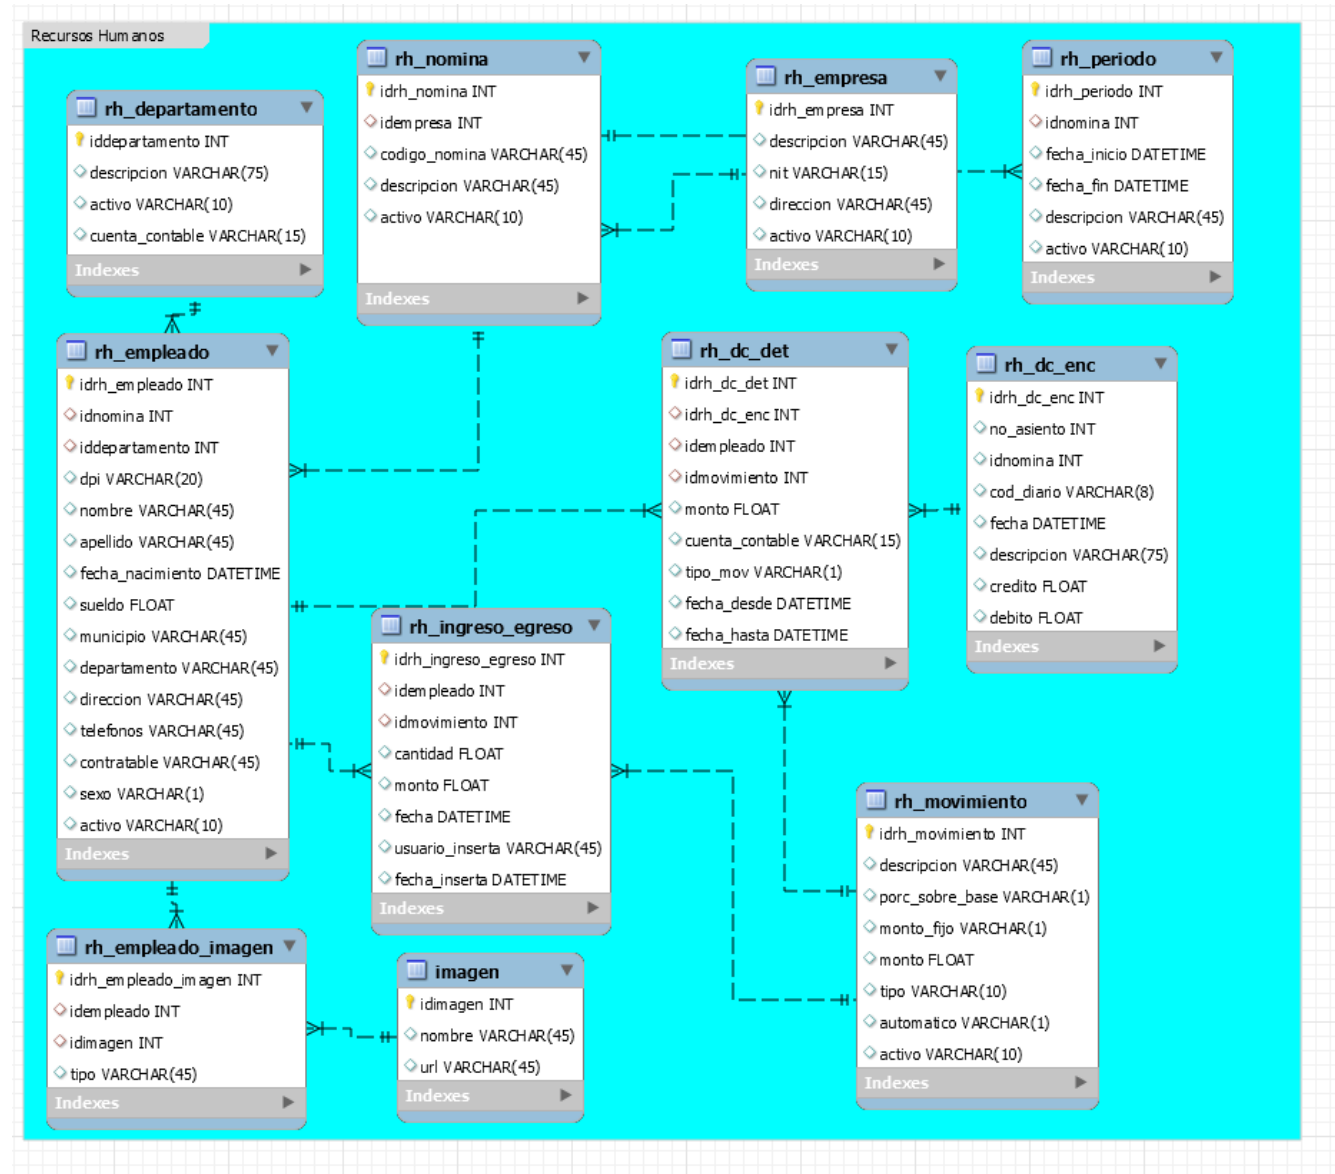 Recursos Humanos
rh_departamento
iddepartamento INT
descripcion VARCHAR(75)
activo VARCHAR(10)
cuenta_contable VARCHAR(15)
Indexes
rh_nomina
idrh_nomina INT
idempresa INT
codigo_nomina VARCHAR(45)
descripcion VARCHAR(45)
activo VARCHAR(10)
Indexes
rh_empresa
idrh_empresa INT
descripcion VARCHAR(45)
nit VARCHAR(15)
direccion VARCHAR(45)
activo VARCHAR(10)
Indexes
rh_periodo
idrh_periodo INT
idnomina INT
fecha_inicio DATETIME
fecha_fin DATETIME
descripcion VARCHAR(45)
activo VARCHAR(10)
Indexes
rh_empleado
idrh_empleado INT
idnomina INT
iddepartamento INT
dpi VARCHAR(20)
nombre VARCHAR(45)
apellido VARCHAR(45)
fecha_nacimiento DATETIME
sueldo FLOAT
municipio VARCHAR(45)
departamento VARCHAR(45)
direccion VARCHAR(45)
telefonos VARCHAR(45)
contratable VARCHAR(45)
sexo VARCHAR(1)
activo VARCHAR(10)
Indexes
rh_dc_det
idrh_dc_det INT
idrh_dc_enc INT
idempleado INT
idmovimiento INT
monto FLOAT
cuenta_contable VARCHAR(15)
tipo_mov VARCHAR(1)
fecha_desde DATETIME
fecha_hasta DATETIME
Indexes
rh_dc_enc
idrh_dc_enc INT
no_asiento INT
idnomina INT
cod_diario VARCHAR(8)
fecha DATETIME
descripcion VARCHAR(75)
credito FLOAT
debito FLOAT
Indexes
rh_ingreso_egreso
idrh_ingreso_egreso INT
idempleado INT
idmovimiento INT
cantidad FLOAT
monto FLOAT
fecha DATETIME
usuario_inserta VARCHAR(45)
fecha_inserta DATETIME
Indexes
rh_movimiento
idrh_movimiento INT
descripcion VARCHAR(45)
porc_sobre_base VARCHAR(1)
monto_fijo VARCHAR(1)
monto FLOAT
tipo VARCHAR(10)
automatico VARCHAR(1)
activo VARCHAR(10)
Indexes
rh_empleado_imagen
idrh_empleado_imagen INT
idempleado INT
idimagen INT
tipo VARCHAR(45)
Indexes
imagen
idimagen INT
nombre VARCHAR(45)
url VARCHAR(45)
Indexes